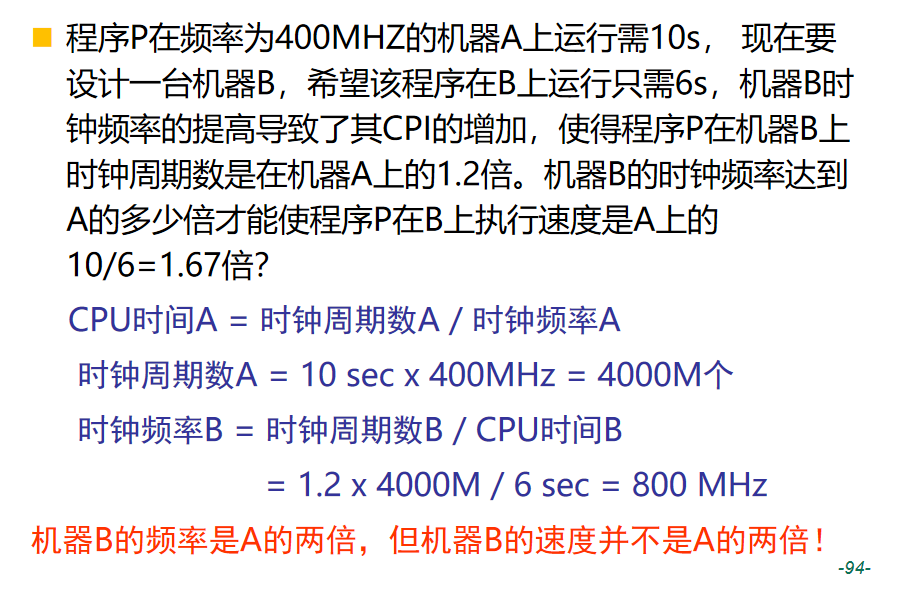 程序P在频率为400MHZ的机器A上运行需10s， 现在要
设计一台机器B，希望该程序在B上运行只需6s，机器B时
钟频率的提高导致了其CPI的增加，使得程序P在机器B上
时钟周期数是在机器A上的1.2倍。机器B的时钟频率达到
A的多少倍才能使程序P在B上执行速度是A上的
10/6=1.67倍？
CPU时间A = 时钟周期数A / 时钟频率A
时钟周期数A = 10 sec x 400MHz = 4000M个
时钟频率B = 时钟周期数B / CPU时间B
= 1.2 x 4000M / 6 sec = 800 MHz
机器B的频率是A的两倍，但机器B的速度并不是A的两倍！
-94-